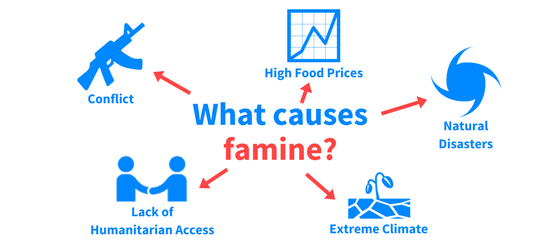 High Food Prices
Conflict
What causes
famine?
Natural
Disasters
Lack of
Humanitarian Access
Extreme Climate